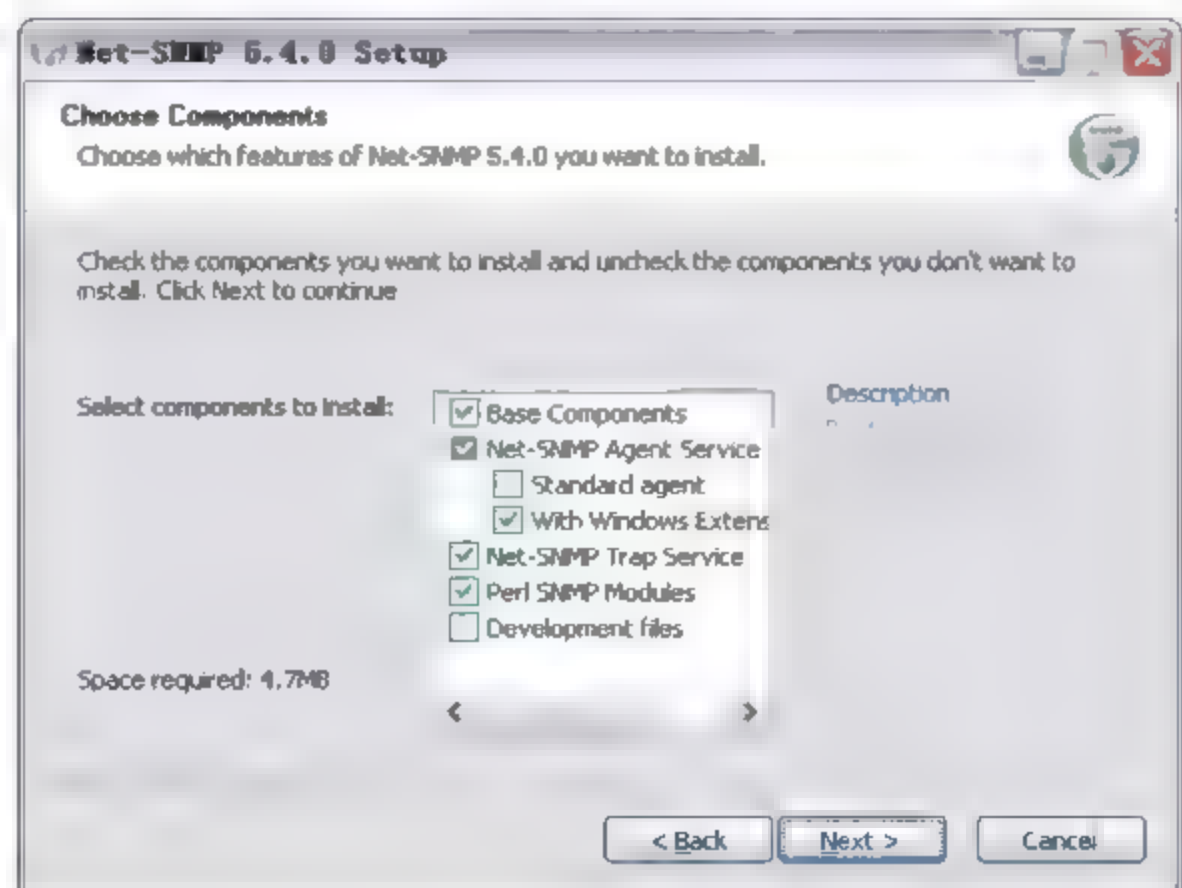 Net-SNMP 5.4.0 Setup
Choose Components
Choose which features of Net-SNMP 5.4.0 you want to install.
Check the components you want to install and uncheck the components you don't want to
install. Click Next to continue
Select components to install:
Base Components
Net-SNMP Agent Service
Standard agent
With Windows Extens
Net-SNMP Trap Service
Perl SNMP Modules
Development files
Description
Space required: 4.7MB
< Back
Next >
Cancel